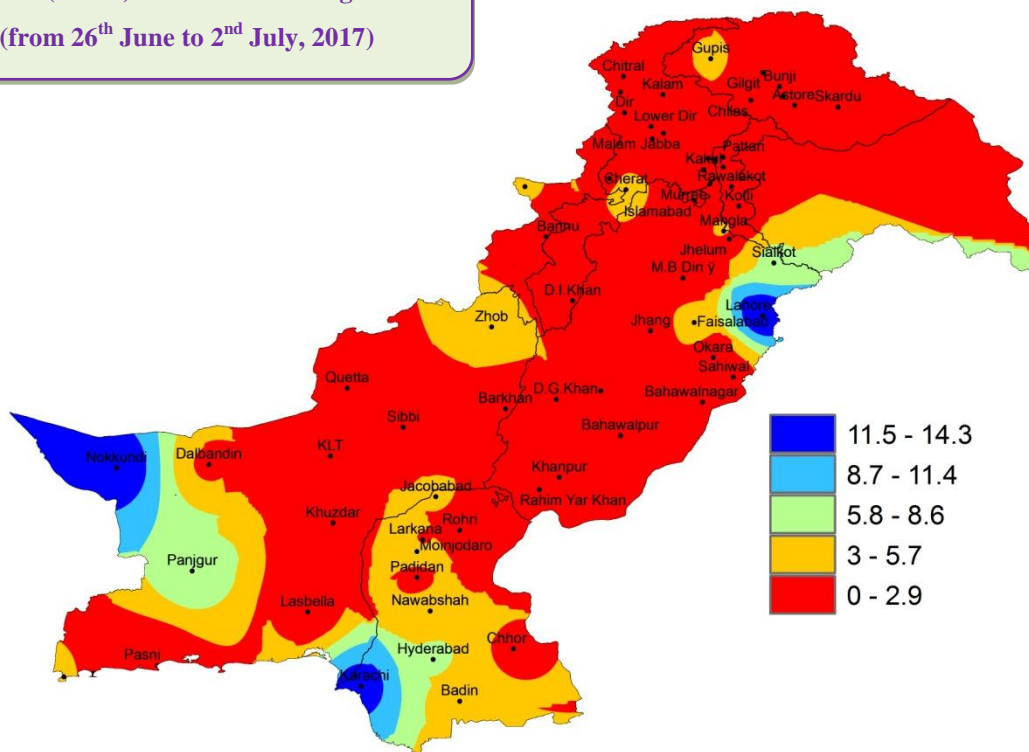 (from 26th June to 2nd July, 2017)
Gupis
Chitral
Bunji
Gilgit
Kalam
Astore Skardu
Dir
Chilas
Lower Dir
Malam Jabba
Pattan
Rawalakot
Cherat
Murree
Kotli
Islamabad
Mangla
Bannu
Jhelum
Sialkot
M.B Din ÿ
D.I.Khan
Lahore
Zhob
Jhang
Faisalabad
Okara
Sahiwal
Quetta
D.G.Khan
Bahawalnagar
Barkhan
Sibbi
Bahawalpur
KLT
Nokkundi
Dalbandin
Khanpur
Jacobabad
Rahim Yar Khan
Khuzdar
Rohri
Larkana
Moinjodaro
Panjgur
Padidan
Lasbella
Nawabshah
Chhor
Pasni
Hyderabad
Karachi
Badin
11.5 - 14.3
8.7 - 11.4
5.8 - 8.6
3 - 5.7
0 - 2.9